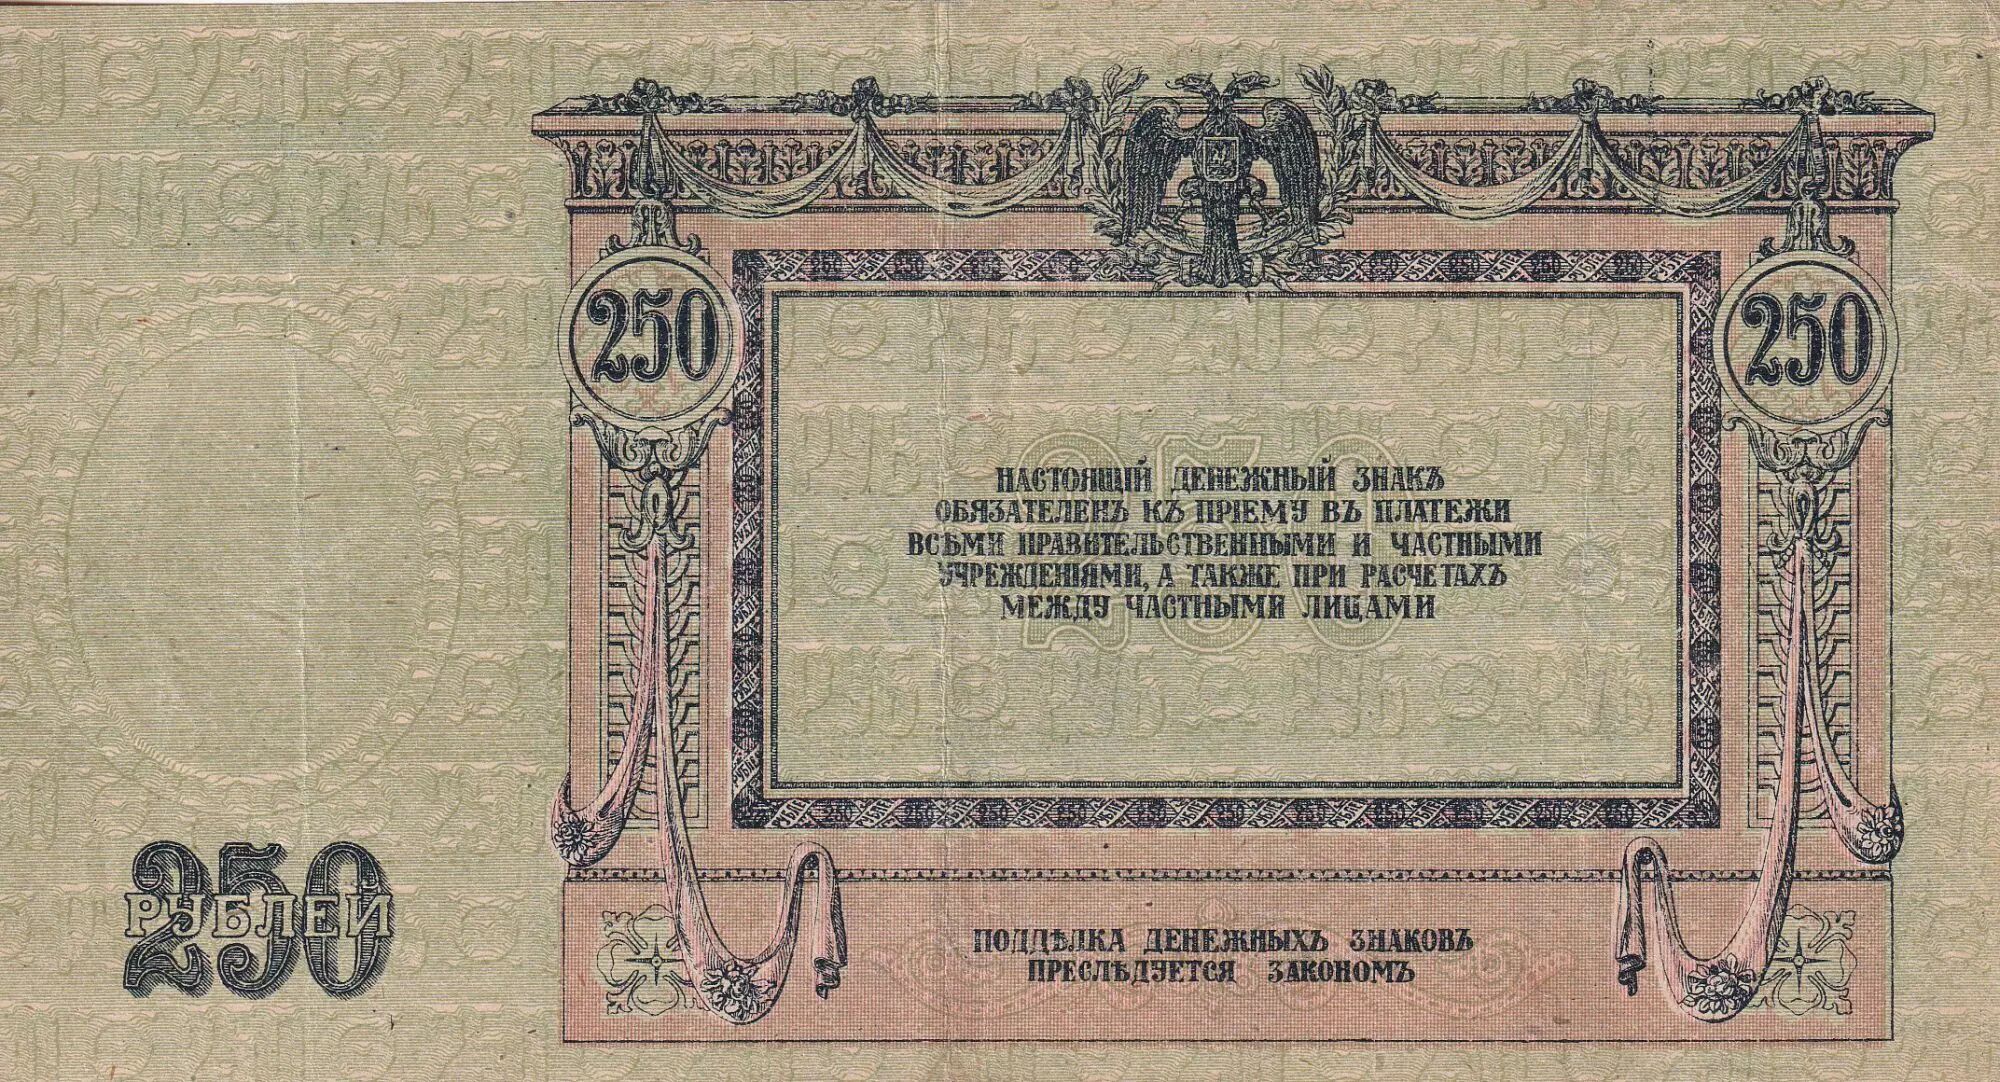 250
250
НАСТОЯЩІЙ ДЕНЕЖНЫЙ ЗНАКЪ
ОБЯЗАТЕЛЕНЪ КЪ ПРІЕМУ ВЪ ПЛАТЕЖИ
ВСѢМИ ПРАВИТЕЛЬСТВЕННЫМИ И ЧАСТНЫМИ
УЧРЕЖДЕНІЯМИ, А ТАКЖЕ ПРИ РАСЧЕТАХЪ
МЕЖДУ ЧАСТНЫМИ ЛИЦАМИ
250
250
РУБЛЕЙ
ПОДДѢЛКА ДЕНЕЖНЫХЪ ЗНАКОВЪ
ПРЕСЛѢДУЕТСЯ ЗАКОНОМЪ